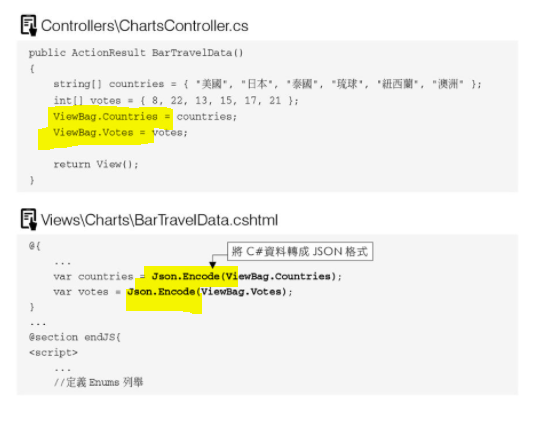 Controllers\ChartsController.cs
public ActionResult BarTravelData()
{
string[] countries = { "美國", "日本", "泰國", "琉球", "紐西蘭", "澳洲" };
int[] votes = { 8, 22, 13, 15, 17, 21 };
ViewBag.Countries = countries;
ViewBag.Votes = votes;
return View();
}
Views\Charts\BarTravelData.cshtml
@{
將 C#資料轉成 JSON 格式
...
var countries = Json.Encode(ViewBag.Countries);
var votes = Json.Encode(ViewBag.Votes);
}
...
@section endJS{
<script>
...
//定義 Enums 列舉